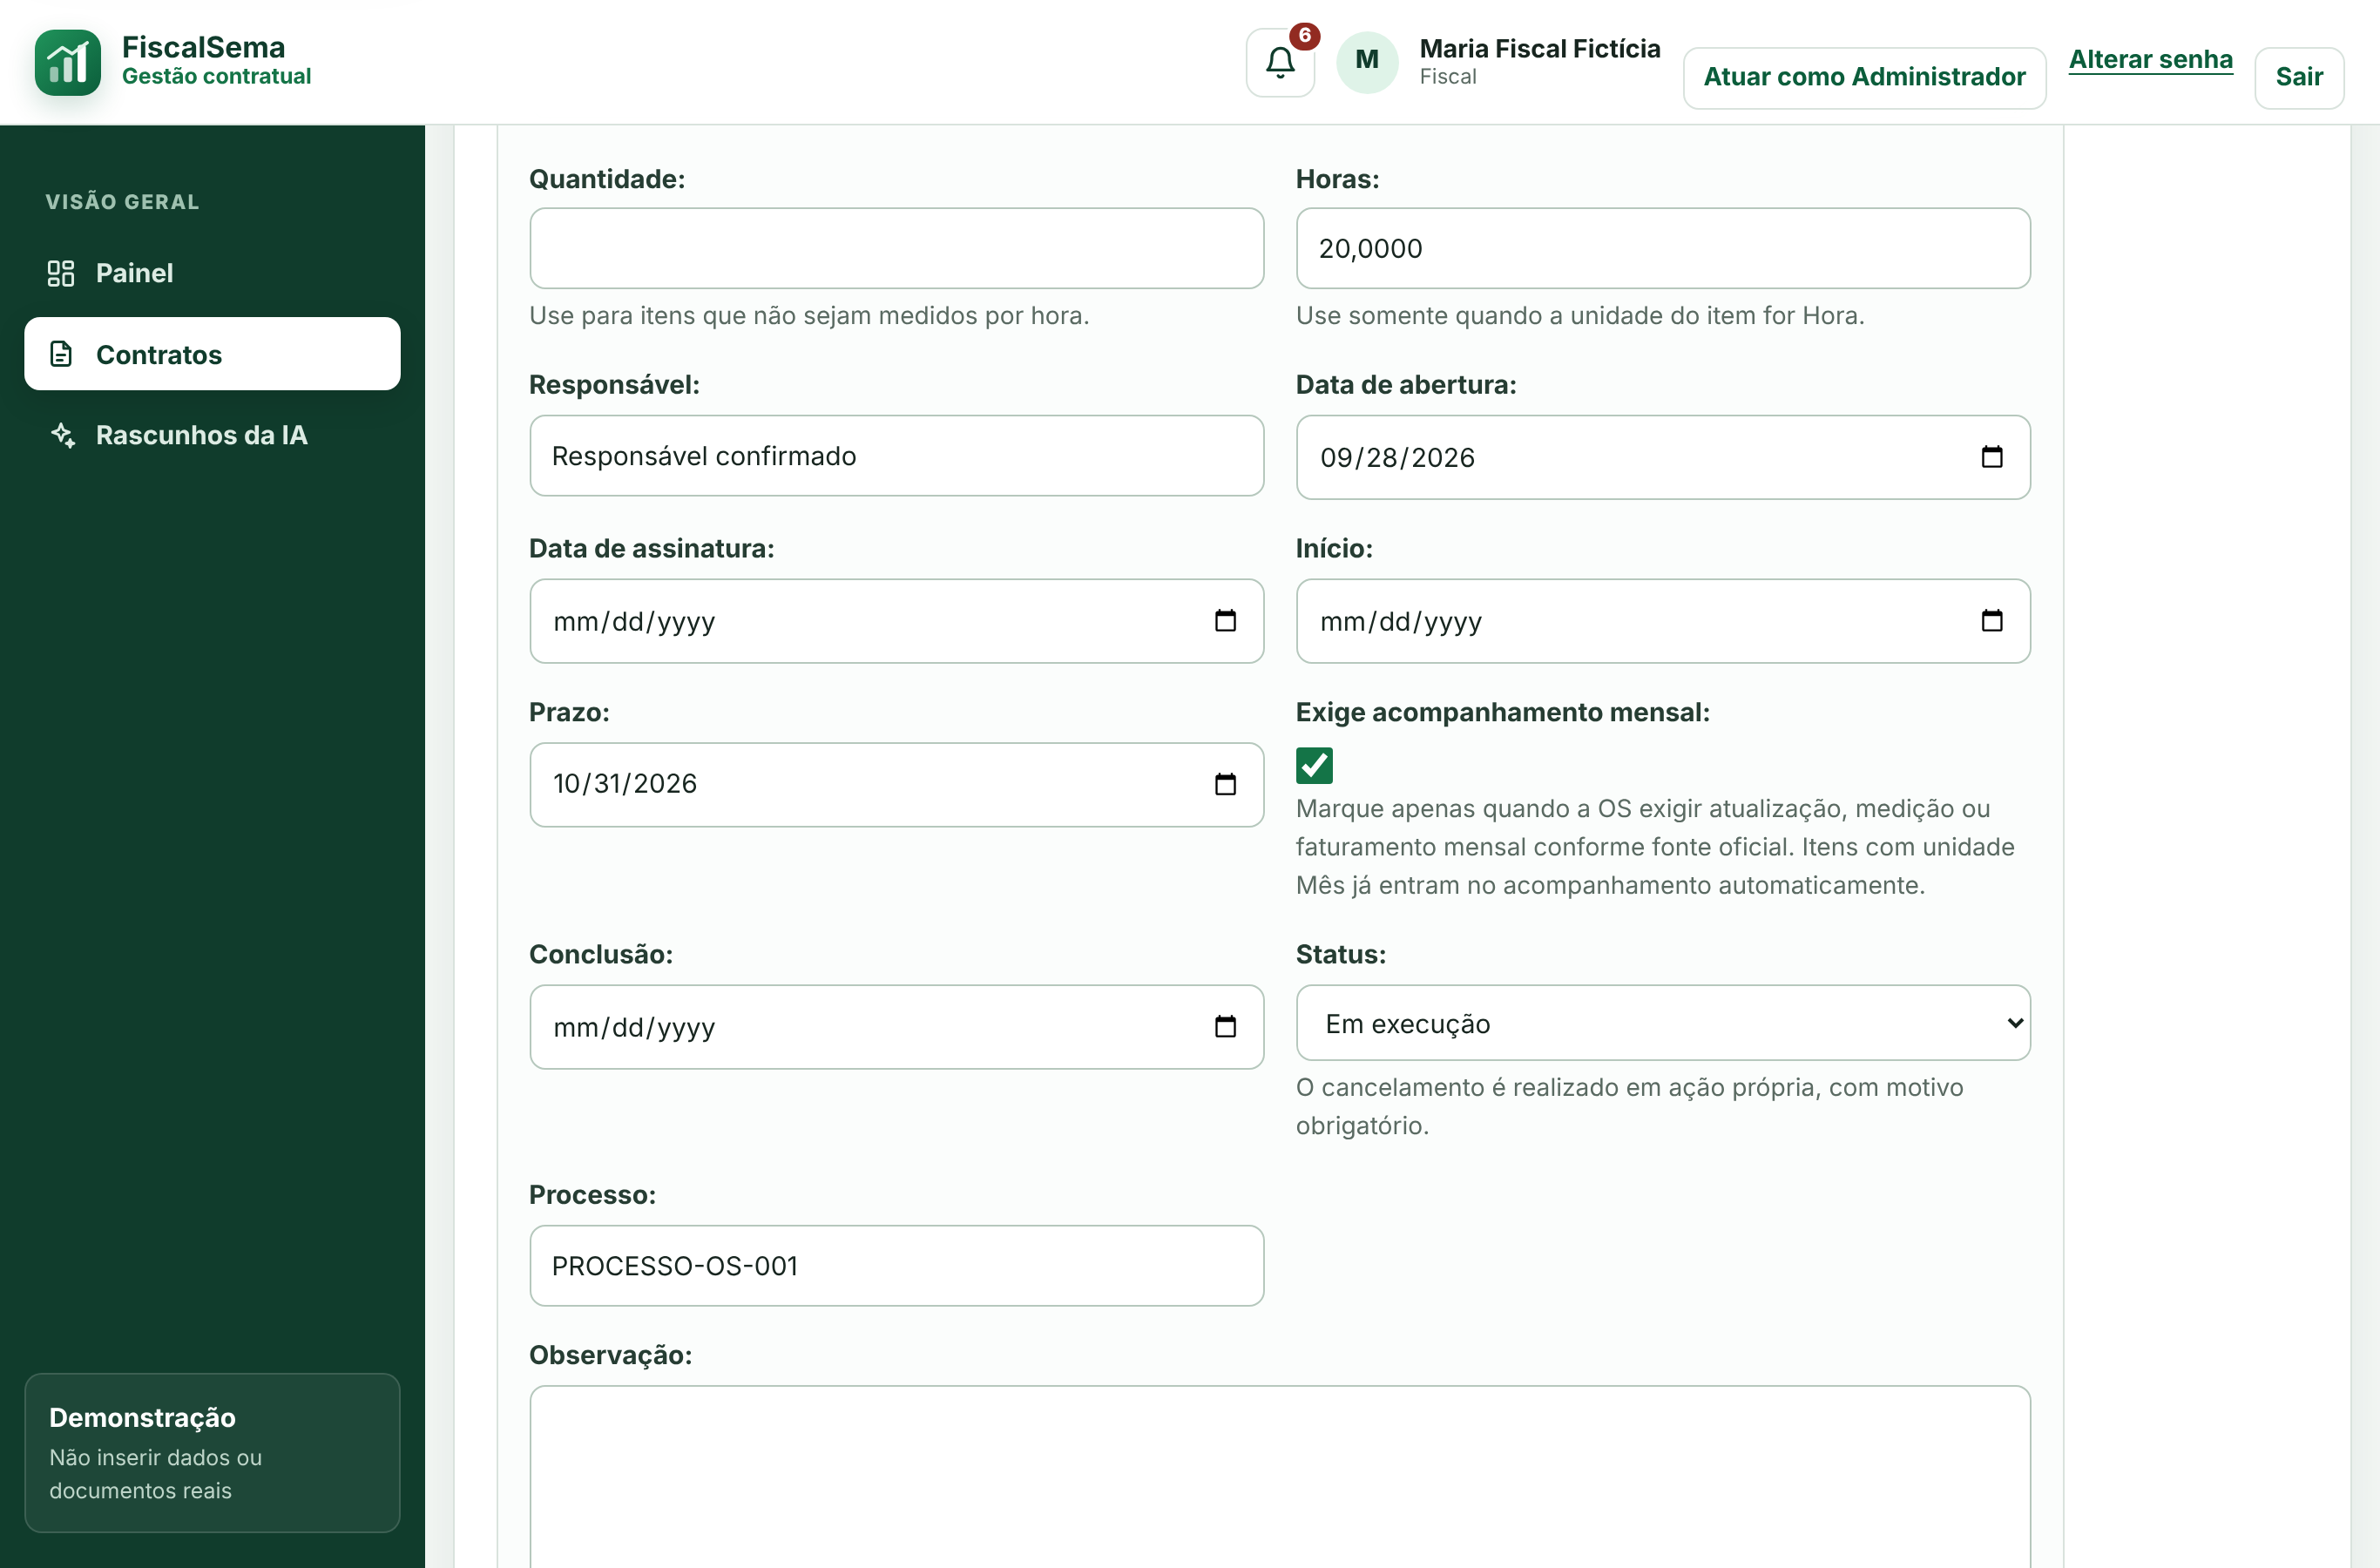 FiscalSema
Gestão contratual
6
M
Maria Fiscal Fictícia
Fiscal
Atuar como Administrador
Alterar senha
Sair
VISÃO GERAL
Painel
Contratos
Rascunhos da IA
Demonstração
Não inserir dados ou
documentos reais
Quantidade:
Use para itens que não sejam medidos por hora.
Horas:
20,0000
Use somente quando a unidade do item for Hora.
Responsável:
Responsável confirmado
Data de abertura:
09/28/2026
Data de assinatura:
mm/dd/yyyy
Início:
mm/dd/yyyy
Prazo:
10/31/2026
Exige acompanhamento mensal:
Marque apenas quando a OS exigir atualização, medição ou
faturamento mensal conforme fonte oficial. Itens com unidade
Mês já entram no acompanhamento automaticamente.
Conclusão:
mm/dd/yyyy
Status:
Em execução
O cancelamento é realizado em ação própria, com motivo
obrigatório.
Processo:
PROCESSO-OS-001
Observação: